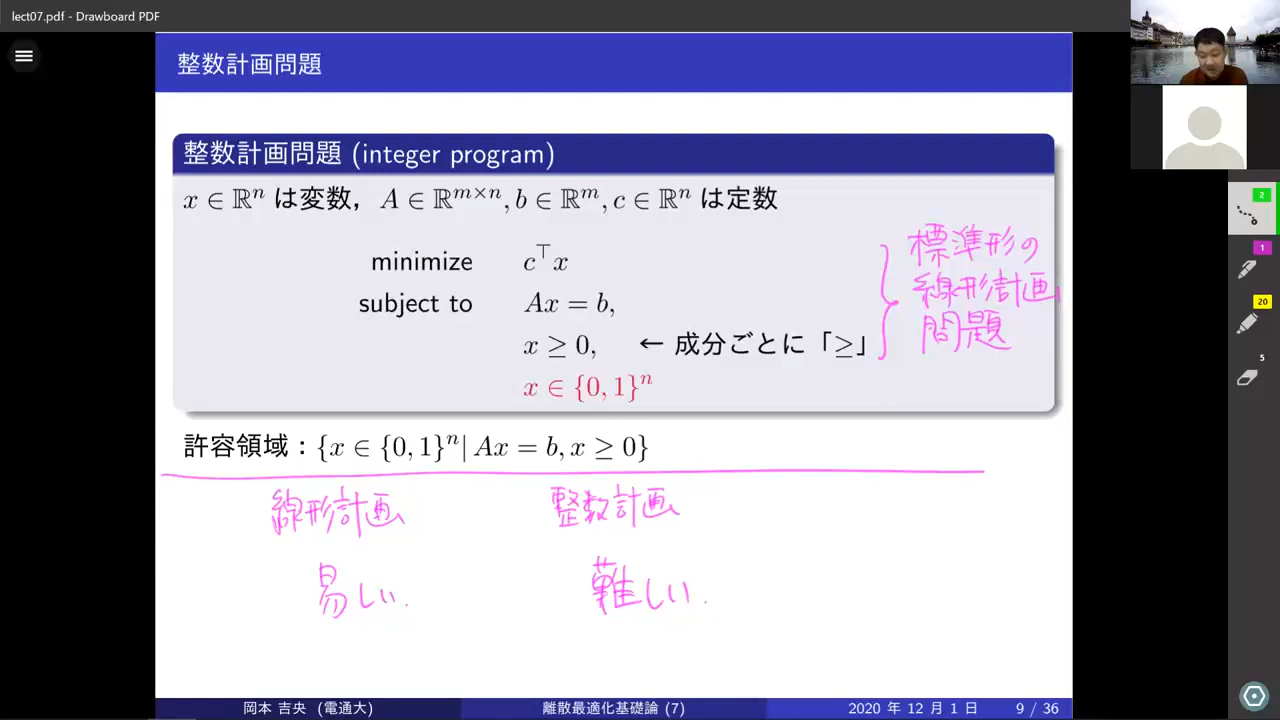 lect07.pdf - Drawboard PDF
整数計画問題
整数計画問題 (integer program)
x ∈ ℝⁿ は変数, A ∈ ℝᵐˣⁿ, b ∈ ℝᵐ, c ∈ ℝⁿ は定数
minimize c⊤x
subject to Ax = b,
x ≥ 0, ← 成分ごとに「≥」
x ∈ {0, 1}ⁿ
標準形の
線形計画
問題
許容領域：{x ∈ {0, 1}ⁿ| Ax = b, x ≥ 0}
線形計画 整数計画
易しい. 難しい.
岡本 吉央 (電通大) 離散最適化基礎論 (7) 2020 年 12 月 1 日 9 / 36
2
1
20
5